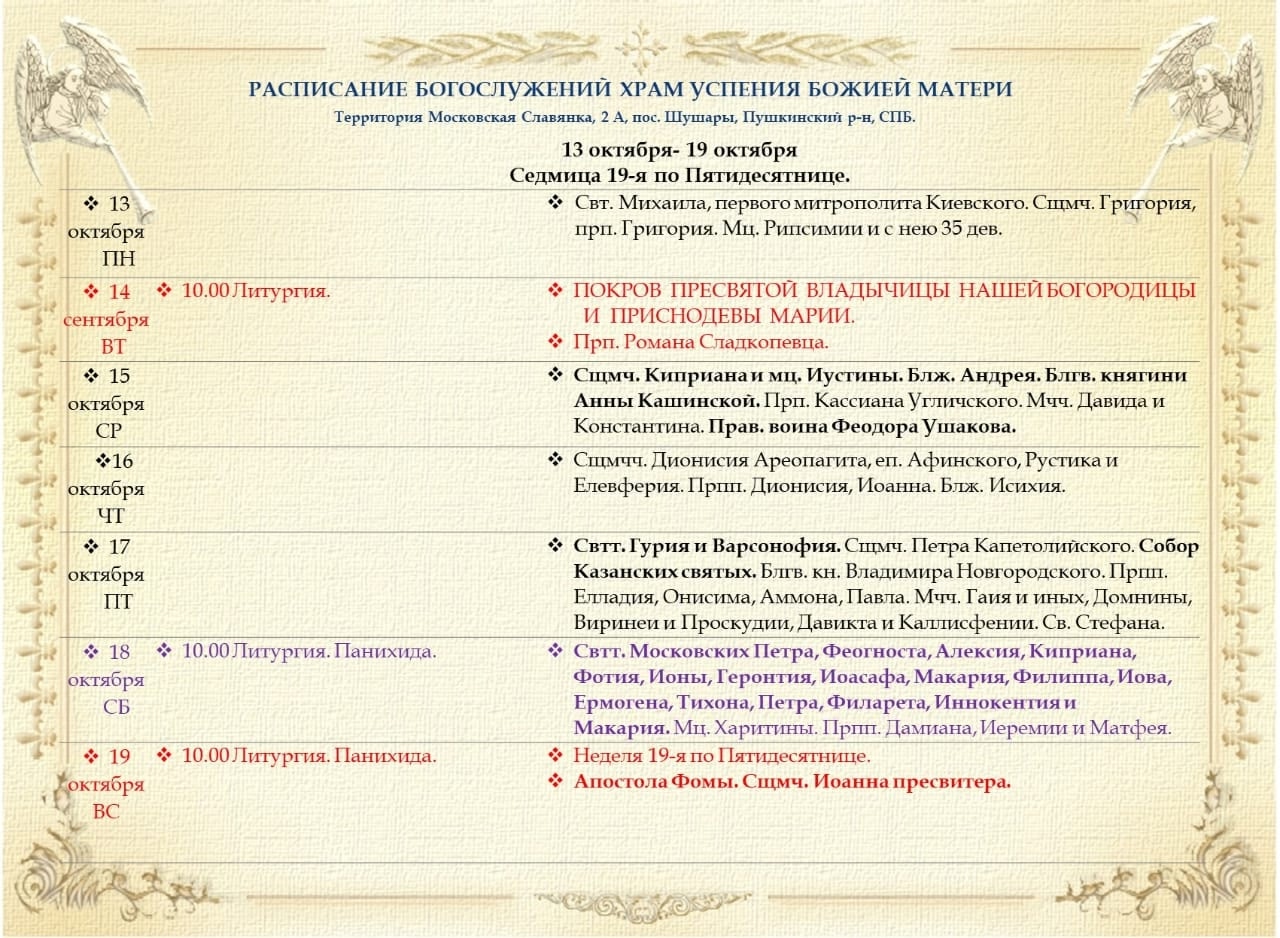 РАСПИСАНИЕ БОГОСЛУЖЕНИЙ ХРАМ УСПЕНИЯ БОЖИЕЙ МАТЕРИ
Территория Московская Славянка, 2 А, пос. Шушары, Пушкинский р-н, СПБ.
13 октября- 19 октября
Седмица 19-я по Пятидесятнице.
❖ 13
октября
ПН
❖ Свт. Михаила, первого митрополита Киевского. Сщмч. Григория,
прп. Григория. Мц. Рипсимии и с нею 35 дев.
❖ 14
сентября
ВТ
❖ 10.00 Литургия.
❖ ПОКРОВ ПРЕСВЯТОЙ ВЛАДЫЧИЦЫ НАШЕЙ БОГОРОДИЦЫ
И ПРИСНОДЕВЫ МАРИИ.
❖ Прп. Романа Сладкопевца.
❖ 15
октября
СР
❖ Сщмч. Киприана и мц. Иустины. Блж. Андрея. Блгв. княгини
Анны Кашинской. Прп. Кассиана Угличского. Мчч. Давида и
Константина. Прав. воина Феодора Ушакова.
❖16
октября
ЧТ
❖ Сщмчч. Дионисия Ареопагита, еп. Афинского, Рустика и
Елевферия. Прпп. Дионисия, Иоанна. Блж. Исихия.
❖ 17
октября
ПТ
❖ Свтт. Гурия и Варсонофия. Сщмч. Петра Капетолийского. Собор
Казанских святых. Блгв. кн. Владимира Новгородского. Прпп.
Елладия, Онисима, Аммона, Павла. Мчч. Гаия и иных, Домнины,
Виринеи и Проскудии, Давикта и Каллисфении. Св. Стефана.
❖ 18
октября
СБ
❖ 10.00 Литургия. Панихида.
❖ Свтт. Московских Петра, Феогноста, Алексия, Киприана,
Фотия, Ионы, Геронтия, Иоасафа, Макария, Филиппа, Иова,
Ермогена, Тихона, Петра, Филарета, Иннокентия и
Макария. Мц. Харитины. Прпп. Дамиана, Иеремии и Матфея.
❖ 19
октября
ВС
❖ 10.00 Литургия. Панихида.
❖ Неделя 19-я по Пятидесятнице.
❖ Апостола Фомы. Сщмч. Иоанна пресвитера.